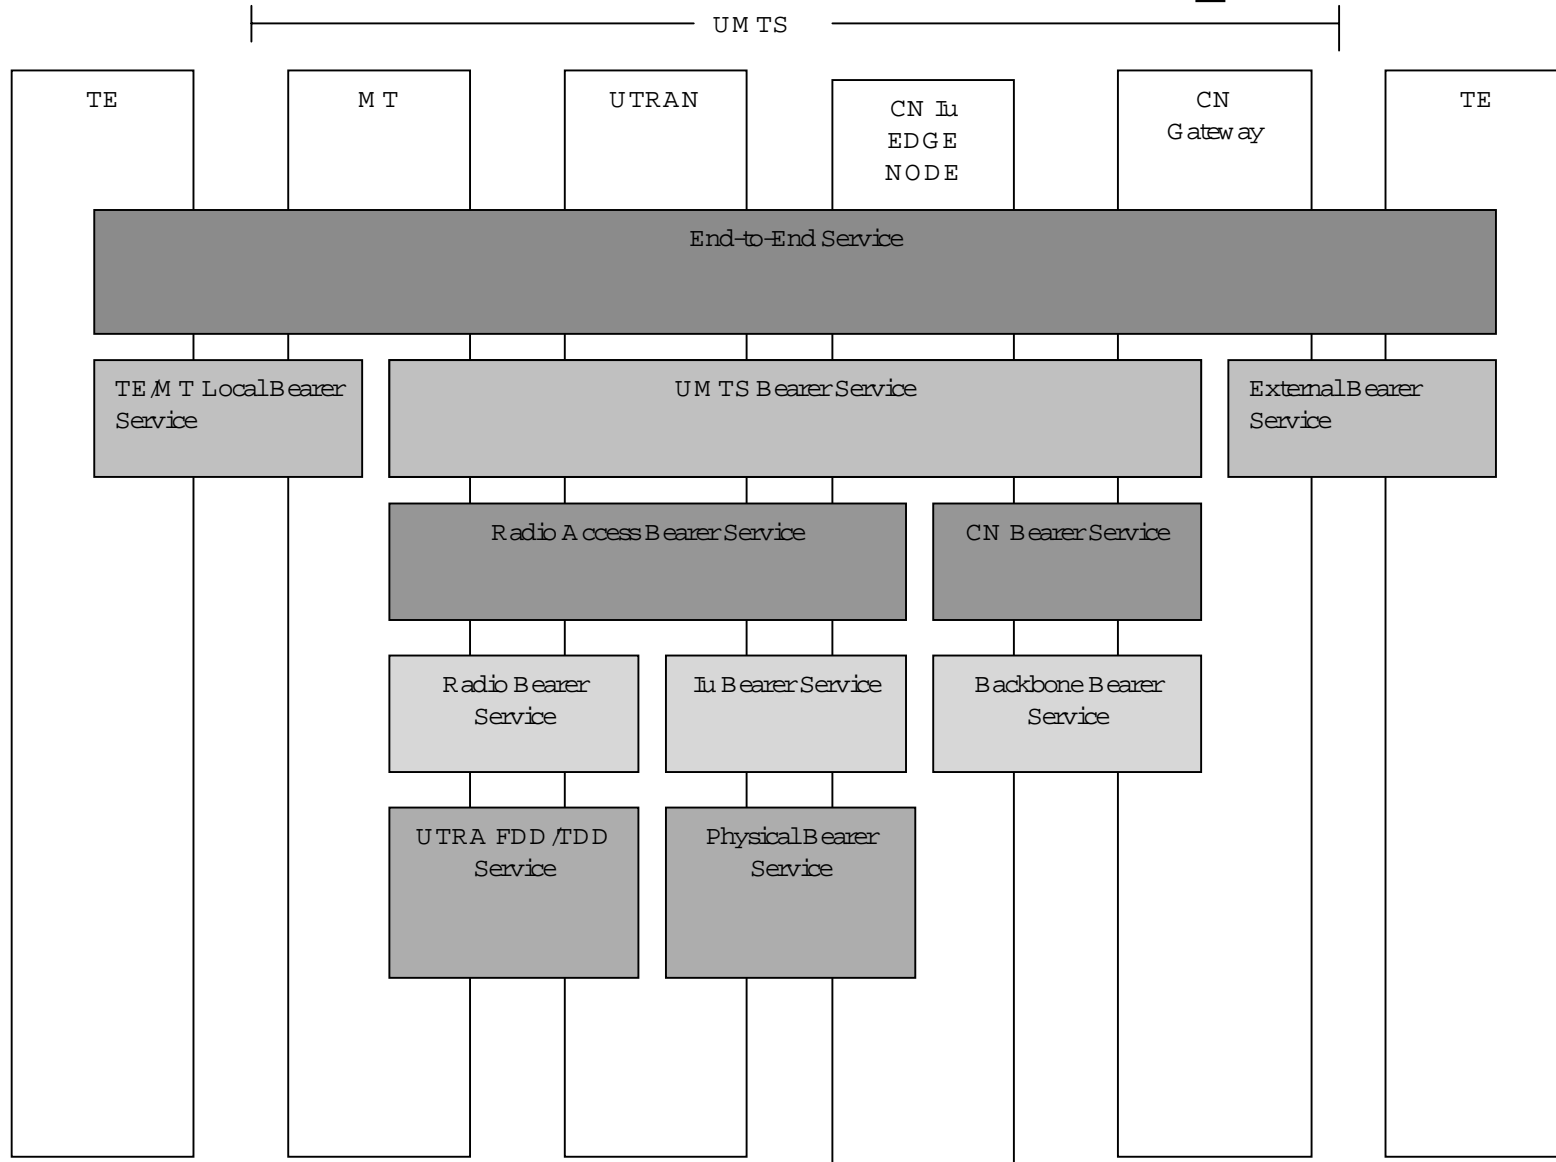 UMTS
TE
MT
UTRAN
CN Iu
EDGE
NODE
CN
Gateway
TE
End-to-End Service
TE/MT Local Bearer
Service
UMTS Bearer Service
External Bearer
Service
Radio Access Bearer Service
CN Bearer Service
Radio Bearer
Service
Iu Bearer Service
Backbone Bearer
Service
UTRA FDD/TDD
Service
Physical Bearer
Service